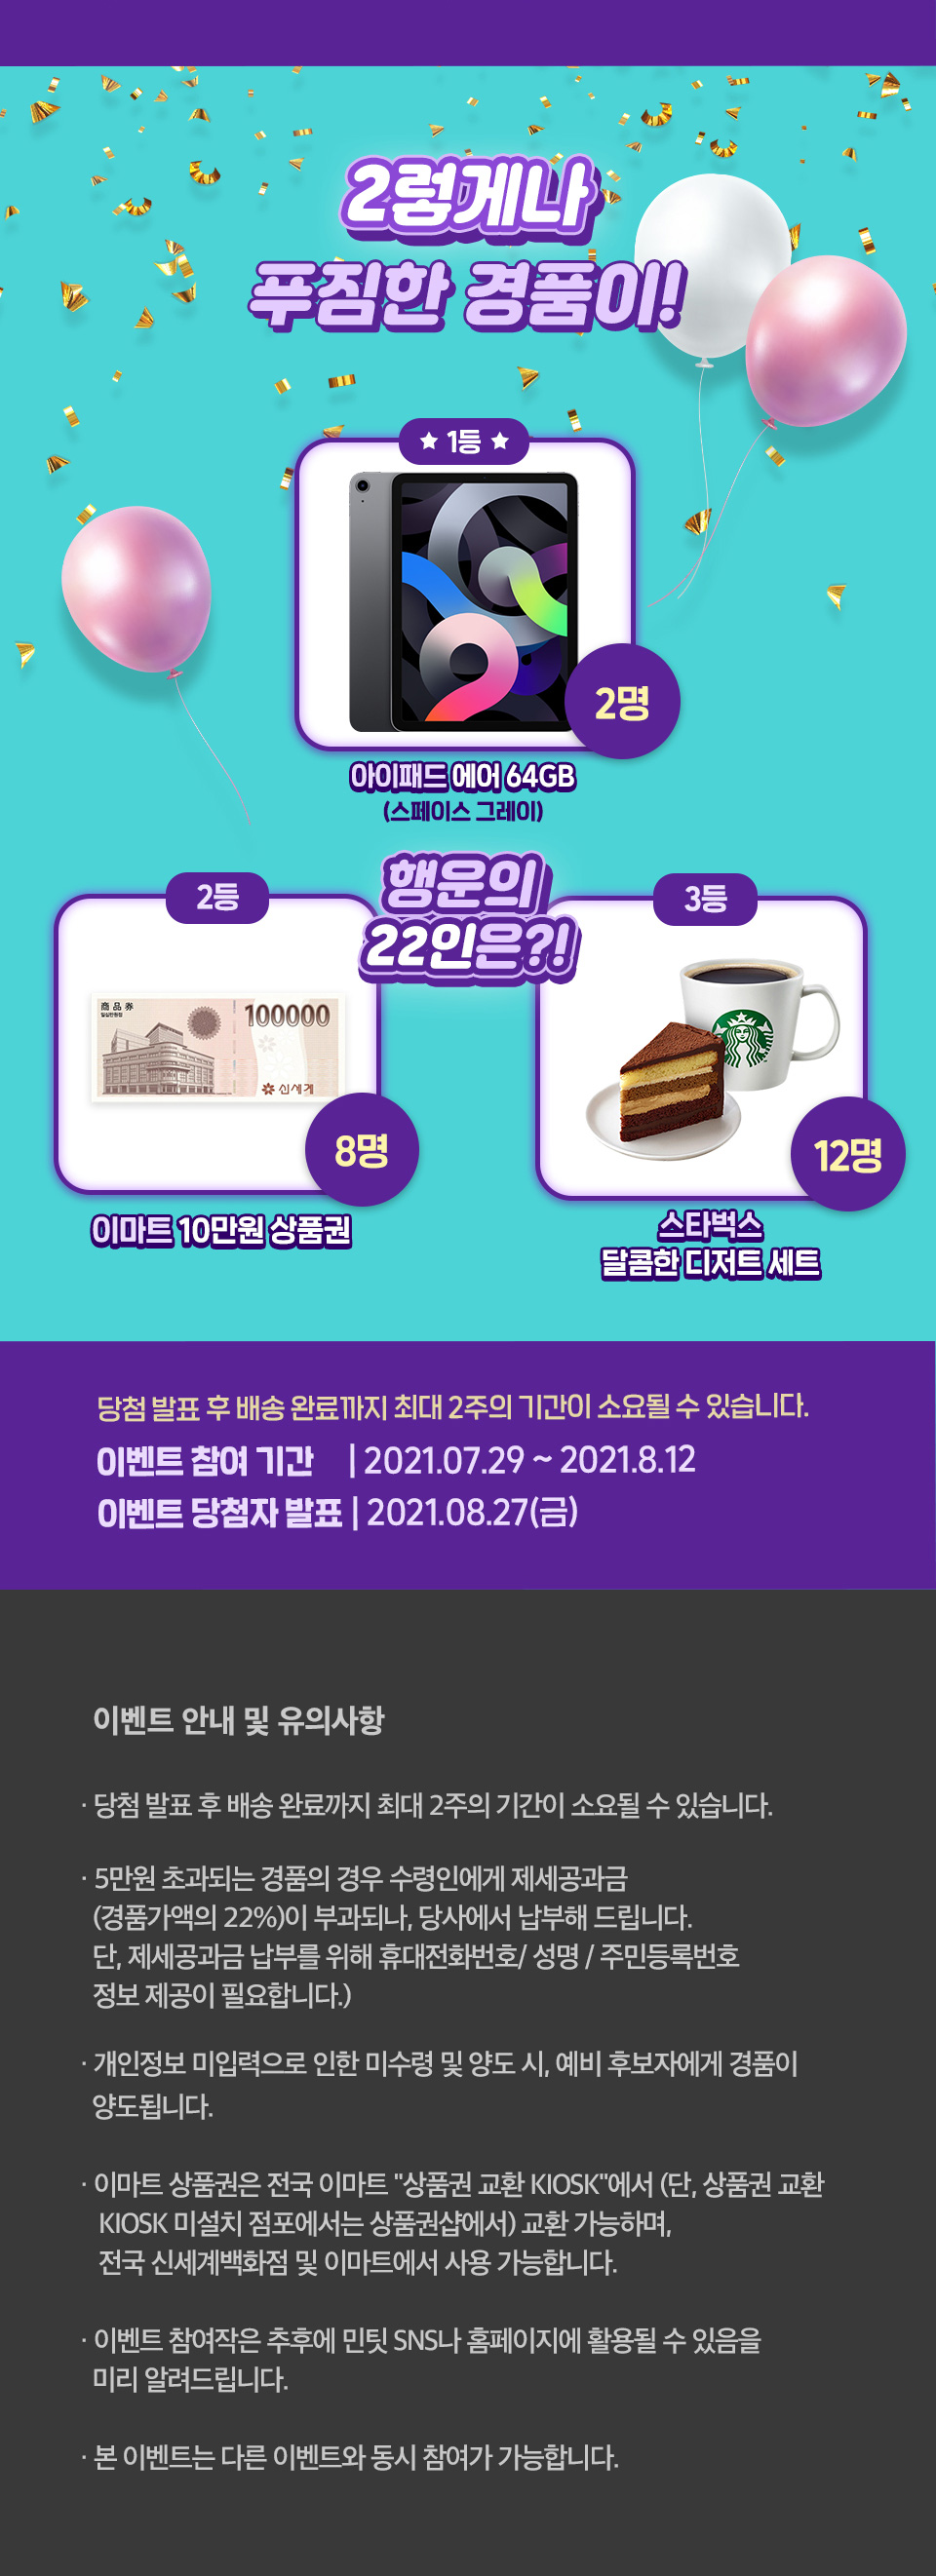 2렇게나
푸짐한 경품이!
★ 1등 ★
2명
아이패드 에어 64GB
(스페이스 그레이)
행운의
22인은?!
2등
商品券
일십만원정
100000
신세계
8명
이마트 10만원 상품권
3등
12명
스타벅스
달콤한 디저트 세트
당첨 발표 후 배송 완료까지 최대 2주의 기간이 소요될 수 있습니다.
이벤트 참여 기간 | 2021.07.29 ~ 2021.8.12
이벤트 당첨자 발표 | 2021.08.27(금)
이벤트 안내 및 유의사항
· 당첨 발표 후 배송 완료까지 최대 2주의 기간이 소요될 수 있습니다.
· 5만원 초과되는 경품의 경우 수령인에게 제세공과금
(경품가액의 22%)이 부과되나, 당사에서 납부해 드립니다.
단, 제세공과금 납부를 위해 휴대전화번호/ 성명 / 주민등록번호
정보 제공이 필요합니다.)
· 개인정보 미입력으로 인한 미수령 및 양도 시, 예비 후보자에게 경품이
양도됩니다.
· 이마트 상품권은 전국 이마트 "상품권 교환 KIOSK"에서 (단, 상품권 교환
KIOSK 미설치 점포에서는 상품권샵에서) 교환 가능하며,
전국 신세계백화점 및 이마트에서 사용 가능합니다.
· 이벤트 참여작은 추후에 민팃 SNS나 홈페이지에 활용될 수 있음을
미리 알려드립니다.
· 본 이벤트는 다른 이벤트와 동시 참여가 가능합니다.